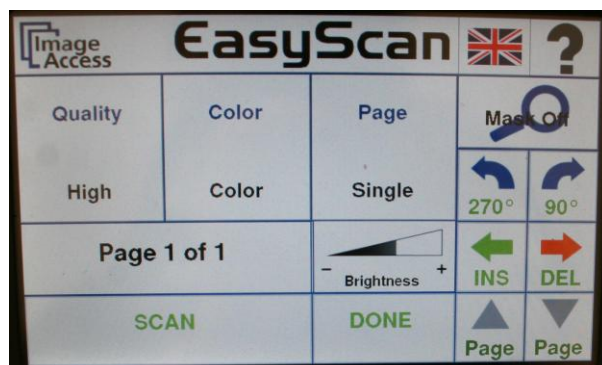 Image
Access
EasyScan
?
Quality
Color
Page
Mask Off
High
Color
Single
270°
90°
Page 1 of 1
- Brightness +
INS
DEL
SCAN
DONE
Page
Page